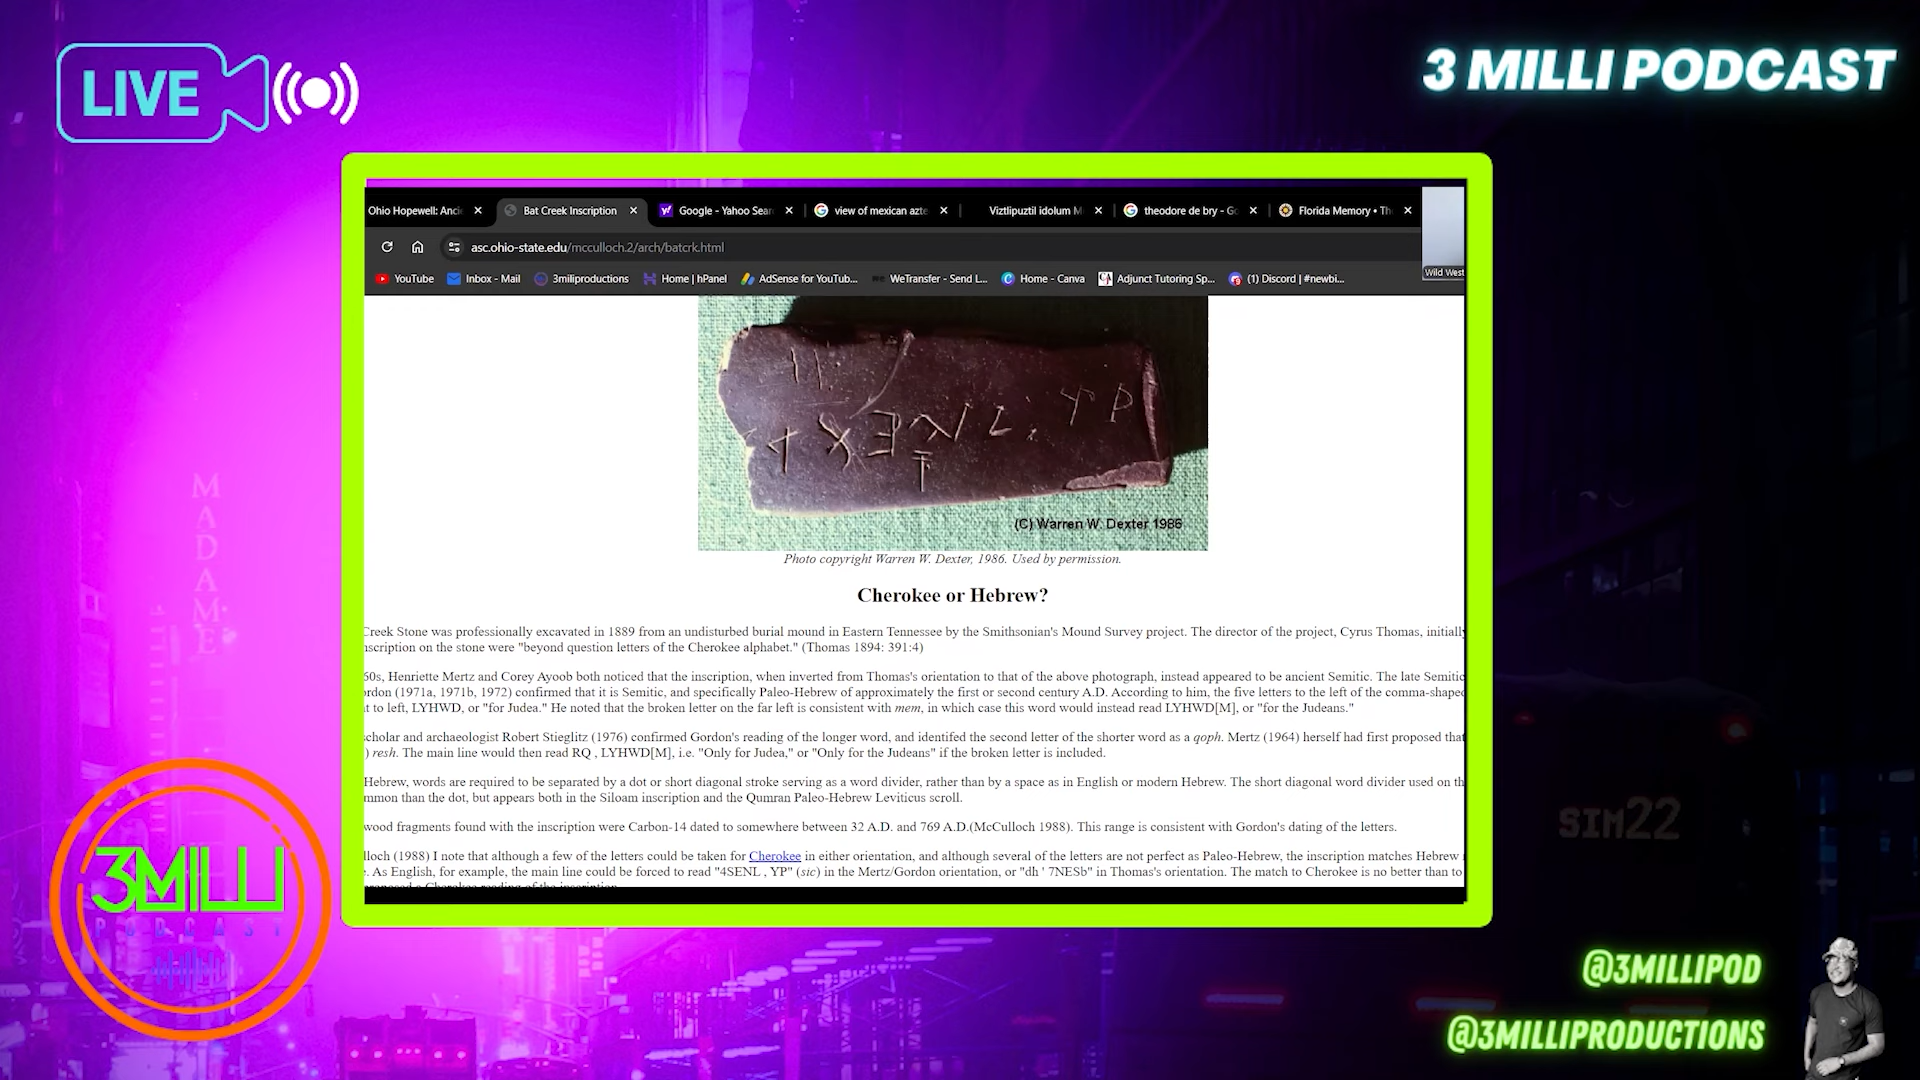 LIVE
3 MILLI PODCAST
Ohio Hopewell: Anci
Bat Creek Inscription
Google - Yahoo Sear
view of mexican azte
Viztlipuztil idolum M
theodore de bry - G
Florida Memory • Th
asc.ohio-state.edu/mcculloch.2/arch/batcrk.html
YouTube
Inbox - Mail
3miliproductions
Home | hPanel
AdSense for YouTub...
WeTransfer - Send L...
Home - Canva
Adjunct Tutoring Sp...
(1) Discord | #newbi...
Wild West
(C) Warren W. Dexter 1986
Photo copyright Warren W. Dexter, 1986. Used by permission.
Cherokee or Hebrew?
Creek Stone was professionally excavated in 1889 from an undisturbed burial mound in Eastern Tennessee by the Smithsonian's Mound Survey project. The director of the project, Cyrus Thomas, initially
nscription on the stone were "beyond question letters of the Cherokee alphabet." (Thomas 1894: 391:4)
60s, Henriette Mertz and Corey Ayoob both noticed that the inscription, when inverted from Thomas's orientation to that of the above photograph, instead appeared to be ancient Semitic. The late Semitic
ordon (1971a, 1971b, 1972) confirmed that it is Semitic, and specifically Paleo-Hebrew of approximately the first or second century A.D. According to him, the five letters to the left of the comma-shaped
t to left, LYHWD, or "for Judea." He noted that the broken letter on the far left is consistent with mem, in which case this word would instead read LYHWD[M], or "for the Judeans."
scholar and archaeologist Robert Stieglitz (1976) confirmed Gordon's reading of the longer word, and identifed the second letter of the shorter word as a qoph. Mertz (1964) herself had first proposed that
) resh. The main line would then read RQ , LYHWD[M], i.e. "Only for Judea," or "Only for the Judeans" if the broken letter is included.
Hebrew, words are required to be separated by a dot or short diagonal stroke serving as a word divider, rather than by a space as in English or modern Hebrew. The short diagonal word divider used on th
mmon than the dot, but appears both in the Siloam inscription and the Qumran Paleo-Hebrew Leviticus scroll.
wood fragments found with the inscription were Carbon-14 dated to somewhere between 32 A.D. and 769 A.D.(McCulloch 1988). This range is consistent with Gordon's dating of the letters.
lloch (1988) I note that although a few of the letters could be taken for Cherokee in either orientation, and although several of the letters are not perfect as Paleo-Hebrew, the inscription matches Hebrew
. As English, for example, the main line could be forced to read "4SENL , YP" (sic) in the Mertz/Gordon orientation, or "dh ' 7NESb" in Thomas's orientation. The match to Cherokee is no better than to
MADAME
SIM22
3MILLI
PODCAST
@3MILLIPOD
@3MILLIPRODUCTIONS